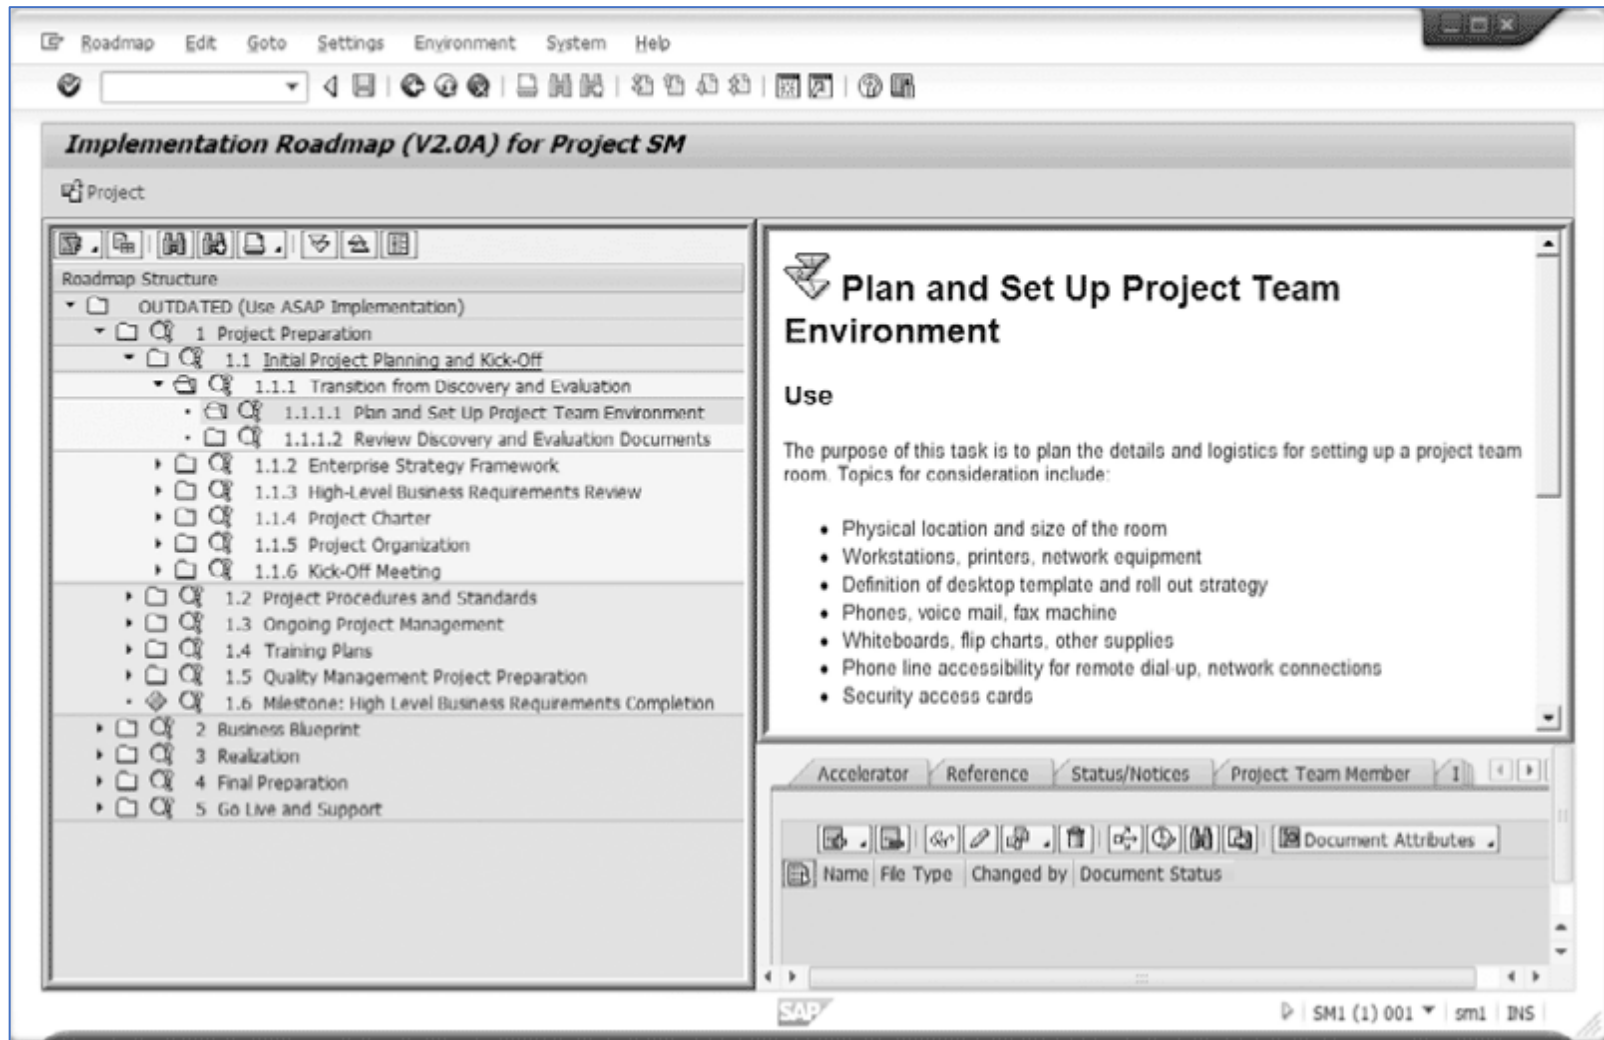 Roadmap Edit Goto Settings Environment System Help
Implementation Roadmap (V2.0A) for Project SM
Project
Roadmap Structure
OUTDATED (Use ASAP Implementation)
1 Project Preparation
1.1 Initial Project Planning and Kick-Off
1.1.1 Transition from Discovery and Evaluation
1.1.1.1 Plan and Set Up Project Team Environment
1.1.1.2 Review Discovery and Evaluation Documents
1.1.2 Enterprise Strategy Framework
1.1.3 High-Level Business Requirements Review
1.1.4 Project Charter
1.1.5 Project Organization
1.1.6 Kick-Off Meeting
1.2 Project Procedures and Standards
1.3 Ongoing Project Management
1.4 Training Plans
1.5 Quality Management Project Preparation
1.6 Milestone: High Level Business Requirements Completion
2 Business Blueprint
3 Realization
4 Final Preparation
5 Go Live and Support
Plan and Set Up Project Team
Environment
Use
The purpose of this task is to plan the details and logistics for setting up a project team
room. Topics for consideration include:
• Physical location and size of the room
• Workstations, printers, network equipment
• Definition of desktop template and roll out strategy
• Phones, voice mail, fax machine
• Whiteboards, flip charts, other supplies
• Phone line accessibility for remote dial-up, network connections
• Security access cards
Accelerator Reference Status/Notices Project Team Member
Document Attributes
Name File Type Changed by Document Status
SAP
SM1 (1) 001 sm1 INS